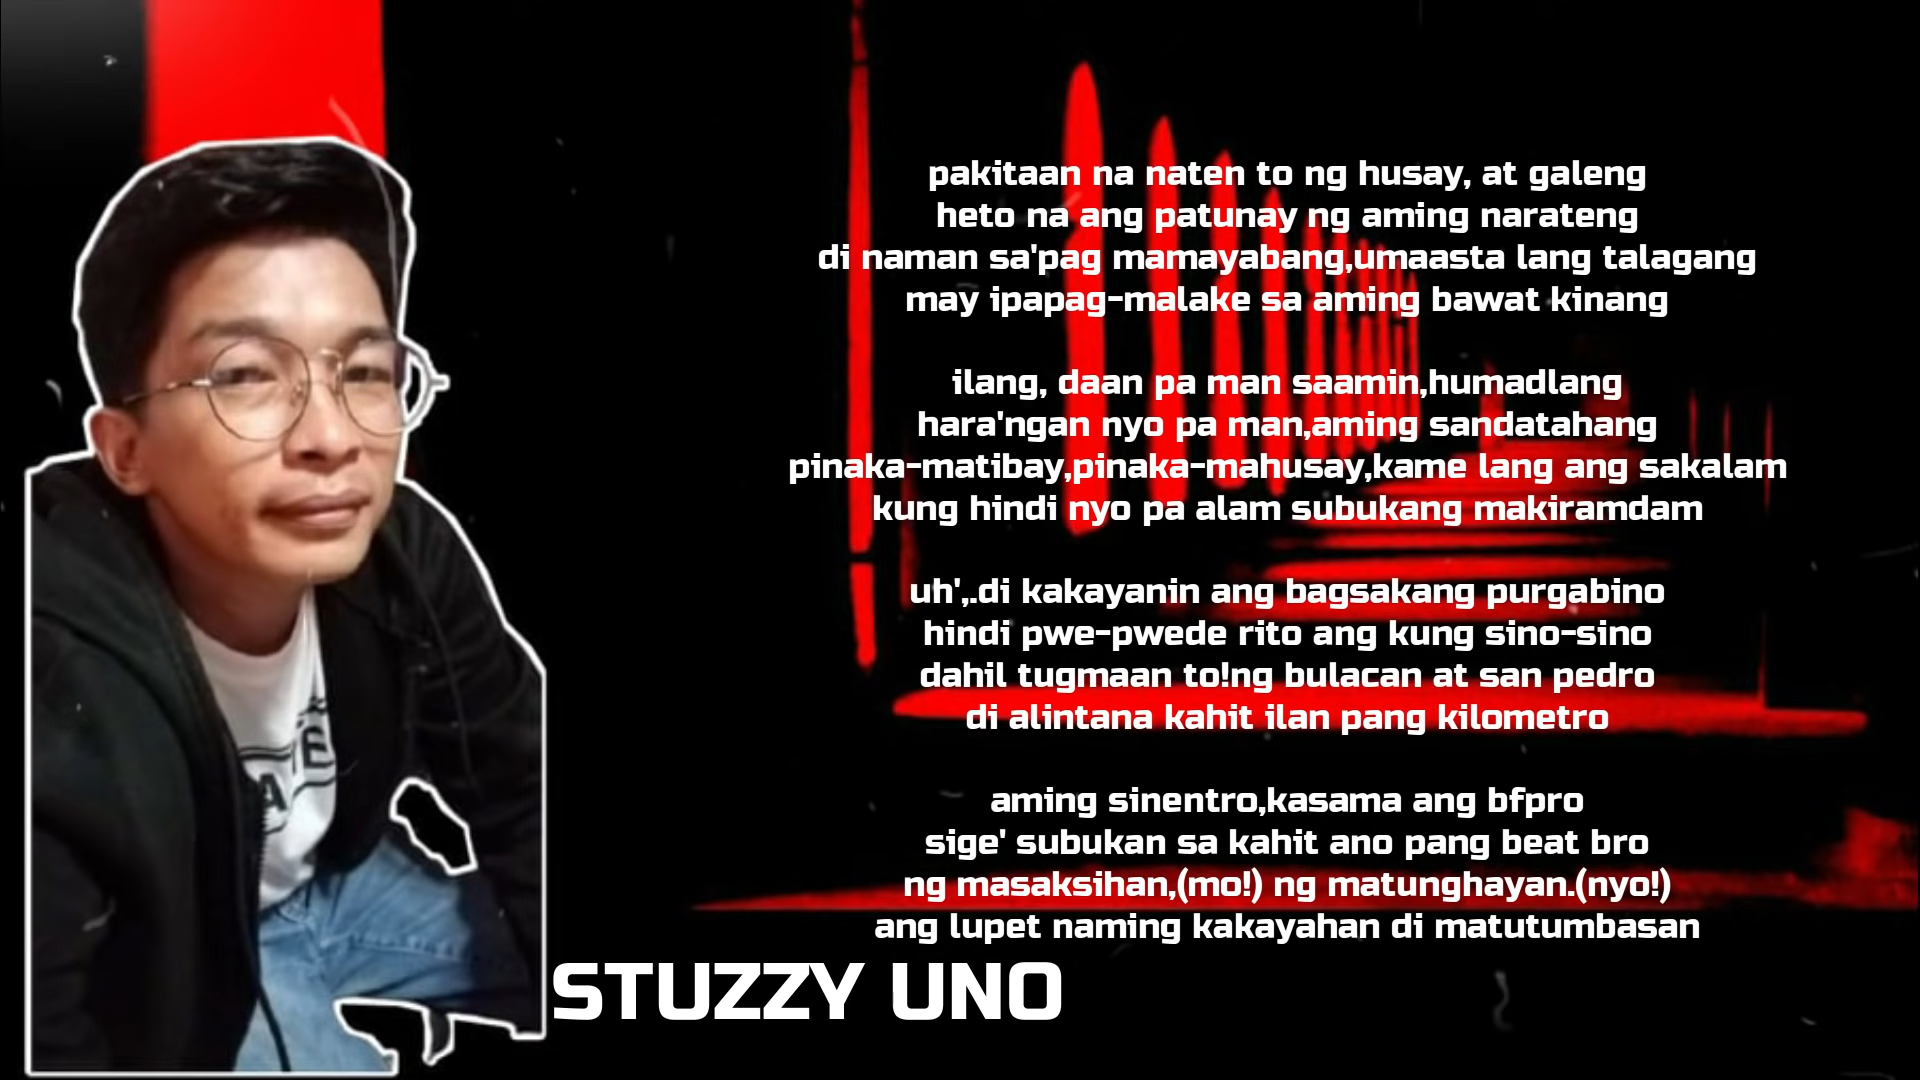 pakitaan na naten to ng husay, at galeng
heto na ang patunay ng aming narateng
di naman sa'pag mamayabang,umaasta lang talagang
may ipapag-malake sa aming bawat kinang
ilang, daan pa man saamin,humadlang
hara'ngan nyo pa man,aming sandatahang
pinaka-matibay,pinaka-mahusay,kame lang ang sakalam
kung hindi nyo pa alam subukang makiramdam
uh',.di kakayanin ang bagsakang purgabino
hindi pwe-pwede rito ang kung sino-sino
dahil tugmaan to!ng bulacan at san pedro
di alintana kahit ilan pang kilometro
aming sinentro,kasama ang bfpro
sige' subukan sa kahit ano pang beat bro
ng masaksihan,(mo!) ng matunghayan.(nyo!)
ang lupet naming kakayahan di matutumbasan
STUZZY UNO